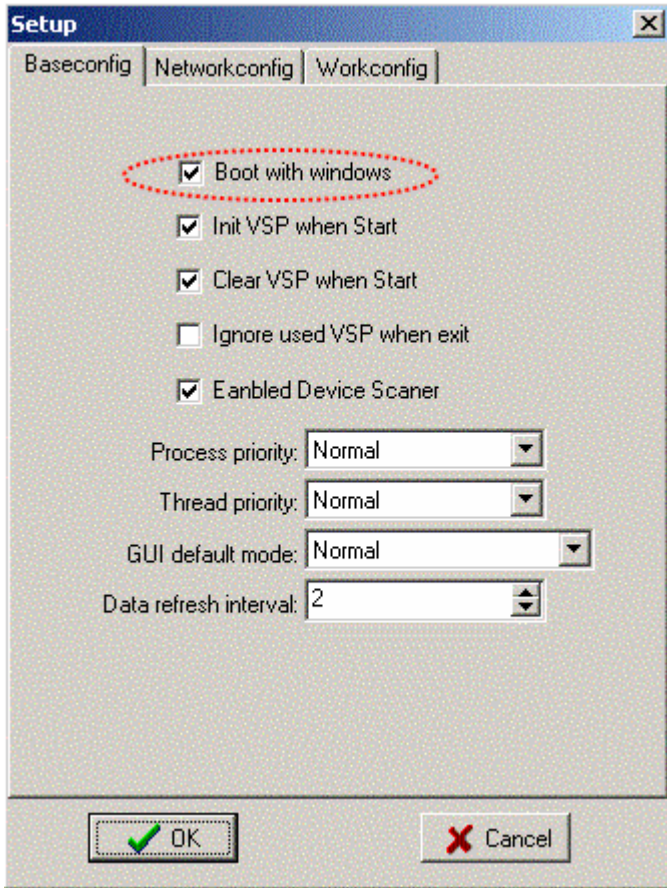 Setup
Baseconfig Networkconfig Workconfig
Boot with windows
Init VSP when Start
Clear VSP when Start
Ignore used VSP when exit
Eanbled Device Scaner
Process priority: Normal
Thread priority: Normal
GUI default mode: Normal
Data refresh interval: 2
OK Cancel